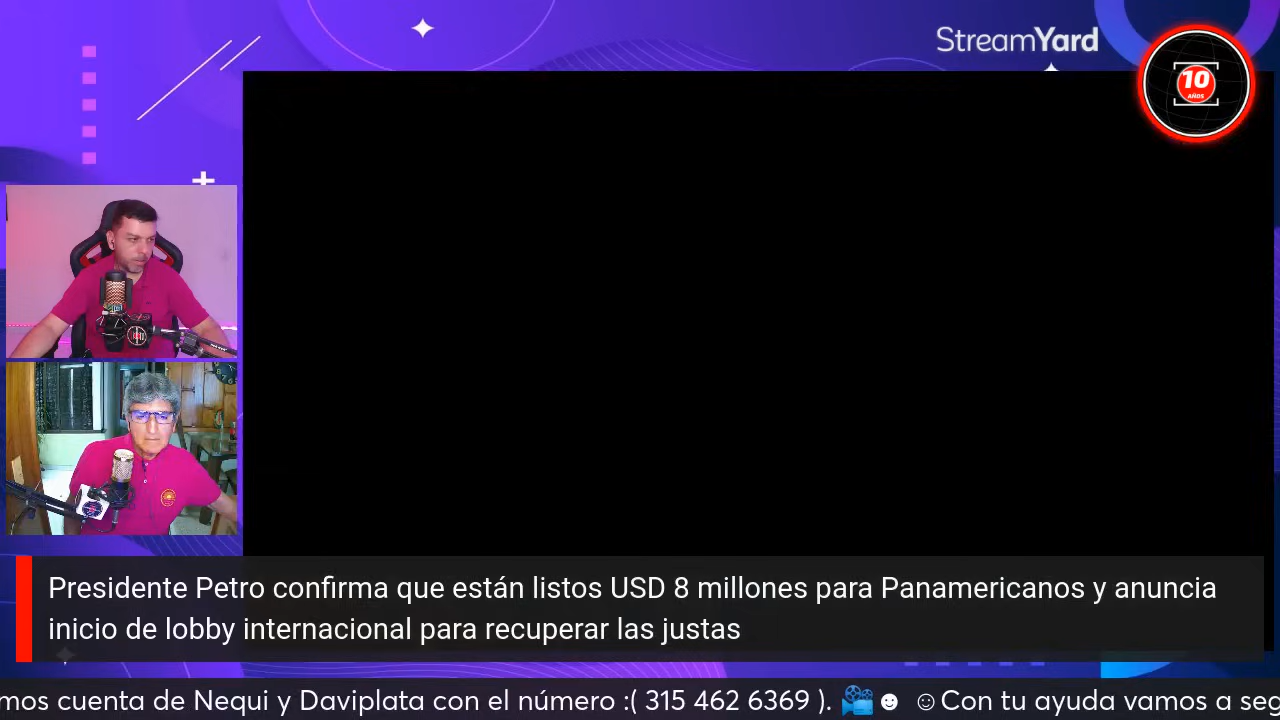 StreamYard
10
AÑOS
Presidente Petro confirma que están listos USD 8 millones para Panamericanos y anuncia
inicio de lobby internacional para recuperar las justas
mos cuenta de Nequi y Daviplata con el número :( 315 462 6369 ). 🎥☻ ☺Con tu ayuda vamos a seg